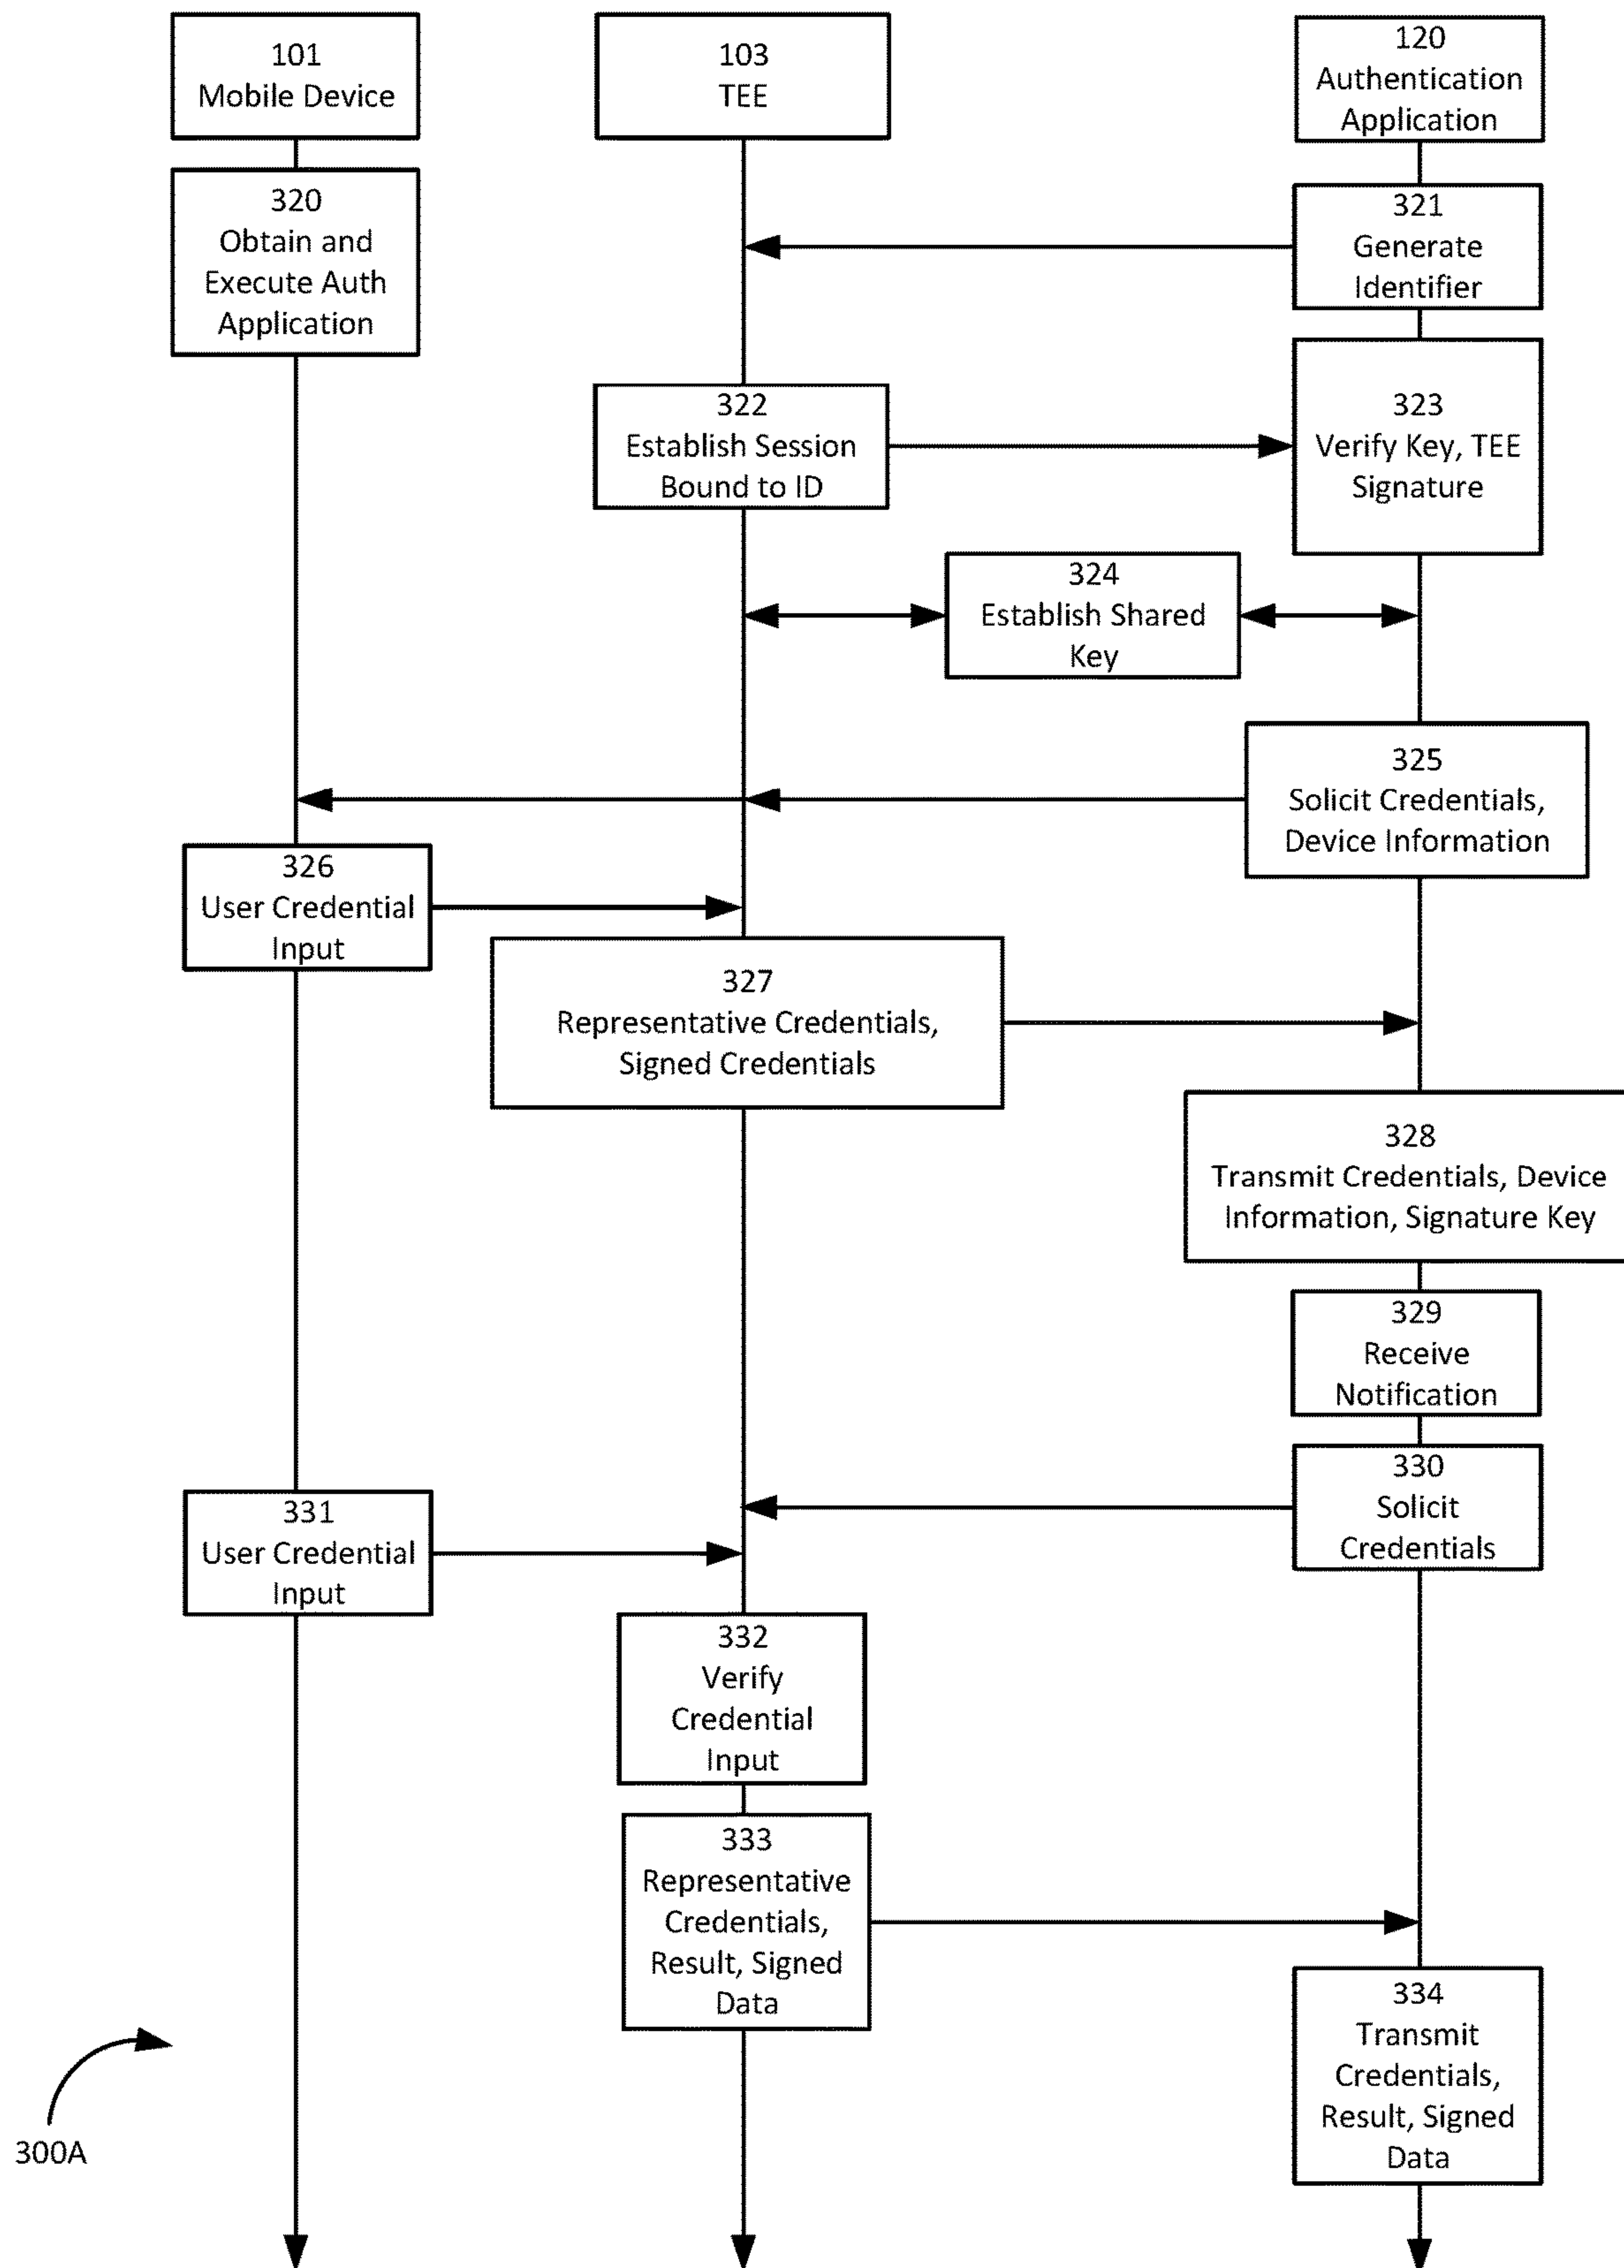 101
Mobile Device
103
TEE
120
Authentication
Application
320
Obtain and
Execute Auth
Application
321
Generate
Identifier
322
Establish Session
Bound to ID
323
Verify Key, TEE
Signature
324
Establish Shared
Key
325
Solicit Credentials,
Device Information
326
User Credential
Input
327
Representative Credentials,
Signed Credentials
328
Transmit Credentials, Device
Information, Signature Key
329
Receive
Notification
330
Solicit
Credentials
331
User Credential
Input
332
Verify
Credential
Input
333
Representative
Credentials,
Result, Signed
Data
334
Transmit
Credentials,
Result, Signed
Data
300A